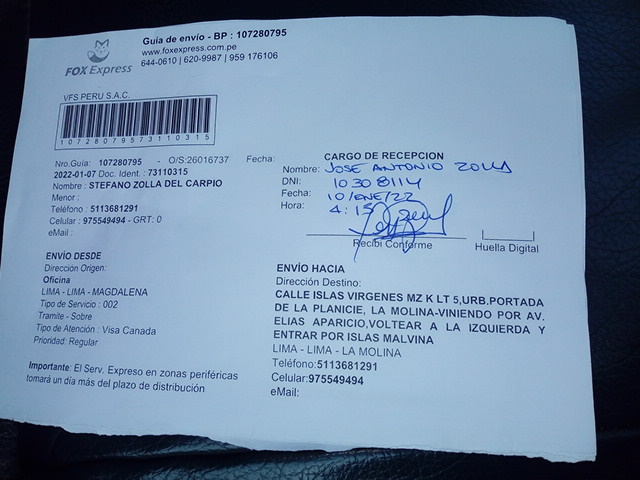 FOX Express
Guía de envío - BP : 107280795
www.foxexpress.com.pe
644-0610 | 620-9987 | 959 176106
VFS PERU S.A.C.
10728079573110315
Nro.Guía: 107280795 - O/S:26016737 Fecha:
2022-01-07 Doc. Ident. : 73110315
Nombre : STEFANO ZOLLA DEL CARPIO
Menor :
Teléfono : 5113681291
Celular : 975549494 - GRT: 0
eMail :
ENVÍO DESDE
Dirección Origen:
Oficina
LIMA - LIMA - MAGDALENA
Tipo de Servicio : 002
Tramite - Sobre
Tipo de Atención : Visa Canada
Prioridad: Regular
Importante: El Serv. Expreso en zonas periféricas
tomará un día más del plazo de distribución
CARGO DE RECEPCION
Nombre: JOSE ANTONIO ZOLLA
DNI: 10308114
Fecha: 10/ENE/22
Hora: 4:15
Recibí Conforme
Huella Digital
ENVÍO HACIA
Dirección Destino:
CALLE ISLAS VIRGENES MZ K LT 5,URB.PORTADA
DE LA PLANICIE, LA MOLINA-VINIENDO POR AV.
ELIAS APARICIO,VOLTEAR A LA IZQUIERDA Y
ENTRAR POR ISLAS MALVINA
LIMA - LIMA - LA MOLINA
Teléfono:5113681291
Celular:975549494
eMail: